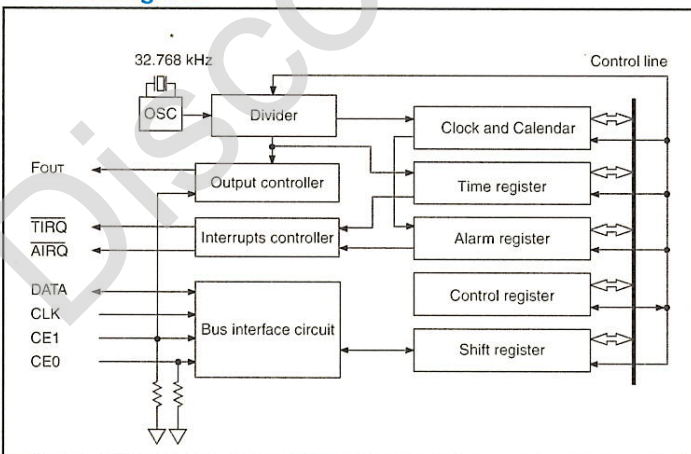 32.768 kHz
Control line
OSC
Divider
Clock and Calendar
FOUT
Output controller
Time register
TIRQ
Interrupts controller
Alarm register
AIRQ
DATA
Control register
CLK
Bus interface circuit
CE1
Shift register
CE0
Disco